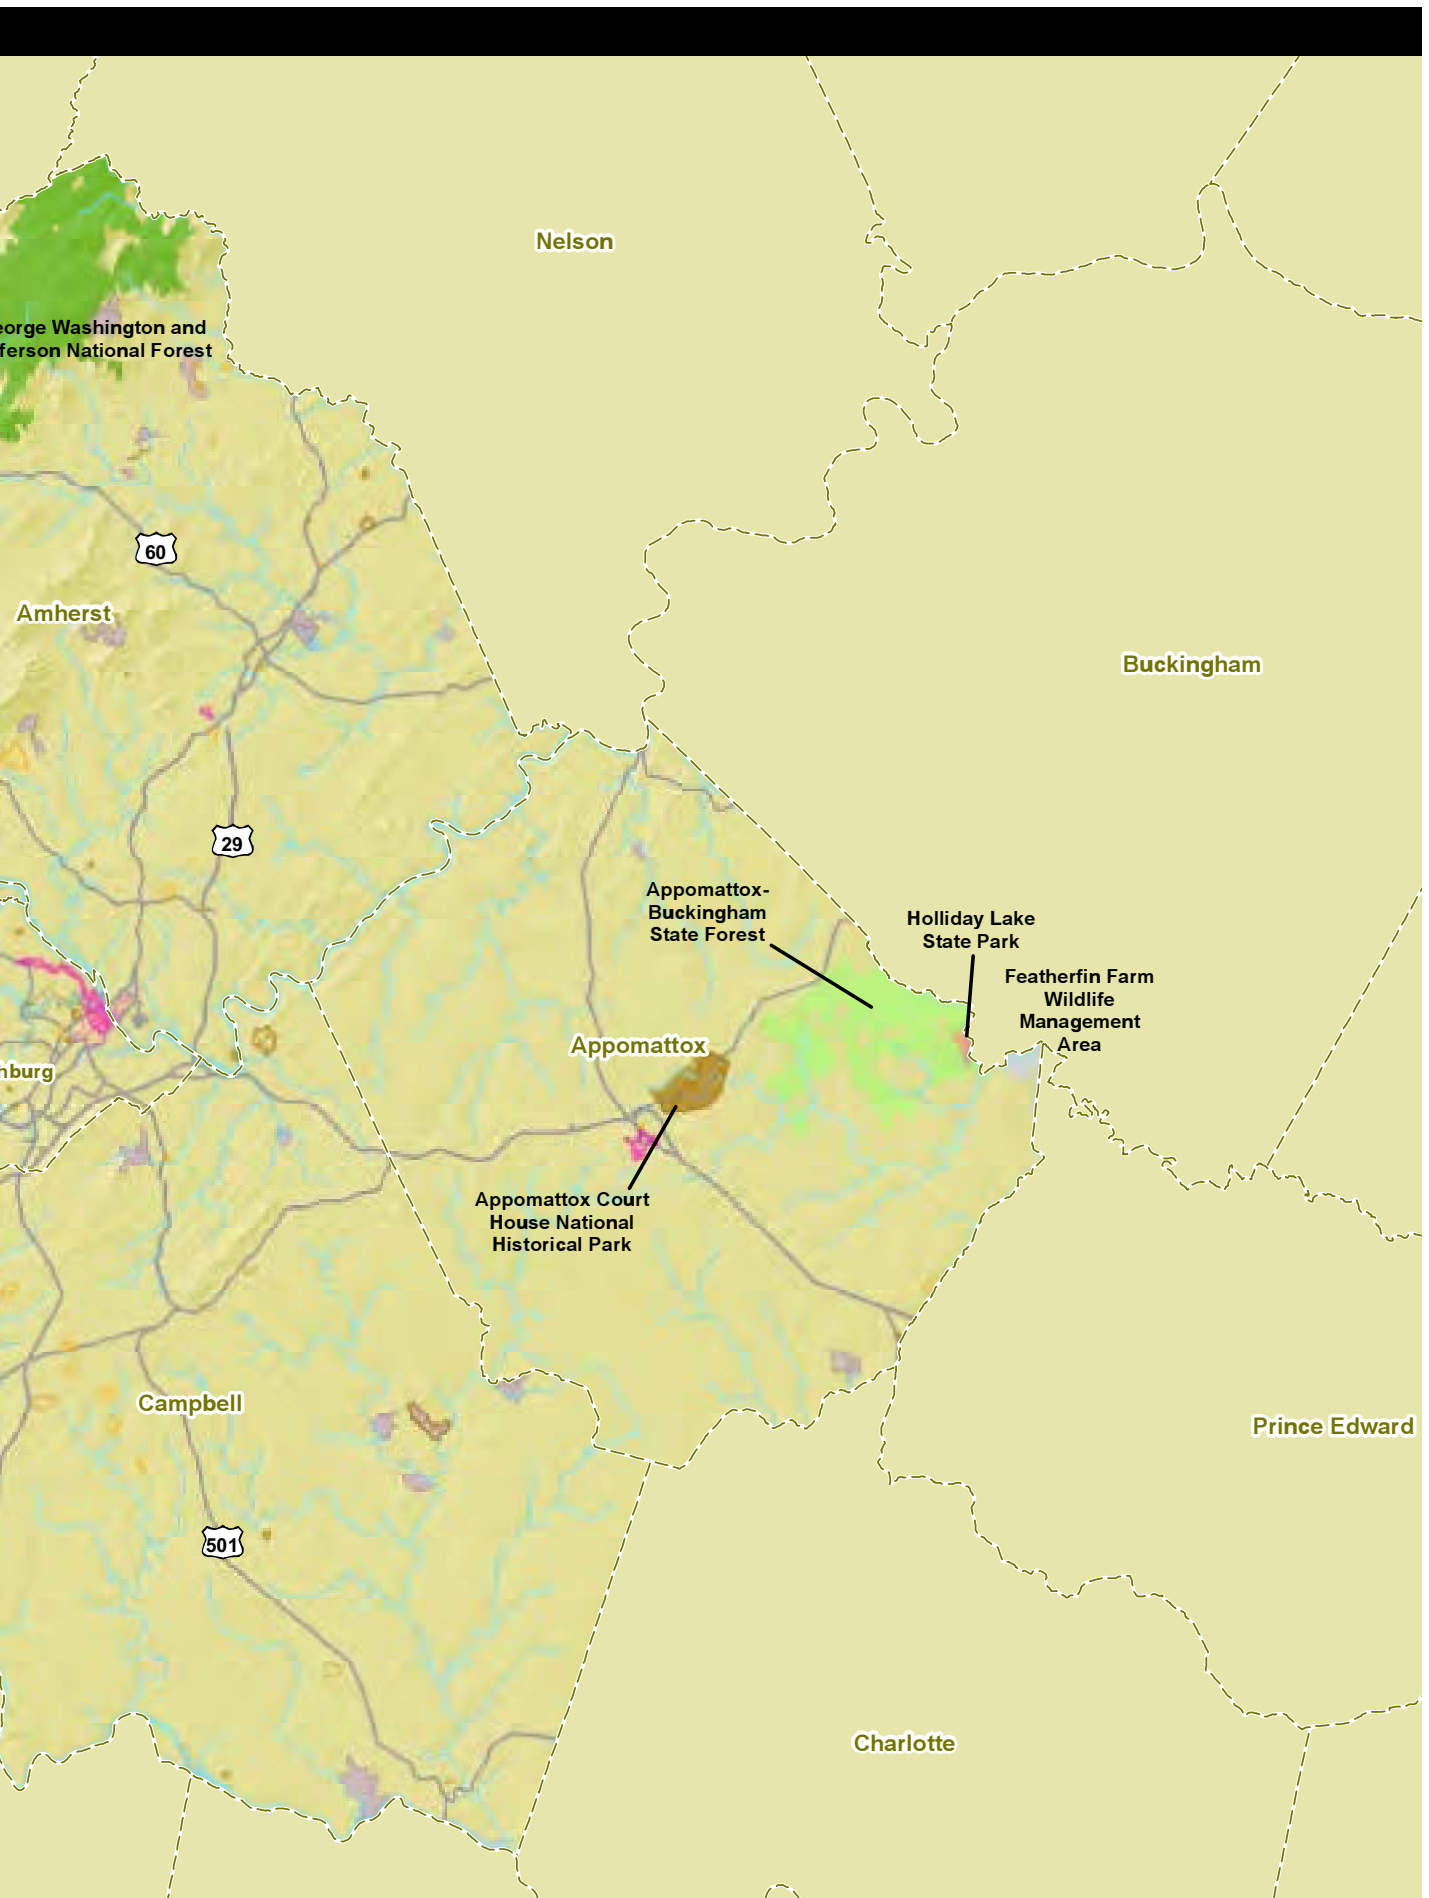 Nelson
eorge Washington and
ferson National Forest
60
Amherst
Buckingham
29
Appomattox-
Buckingham
State Forest
Holliday Lake
State Park
Featherfin Farm
Wildlife
Management
Area
Appomattox
hburg
Appomattox Court
House National
Historical Park
Campbell
Prince Edward
501
Charlotte